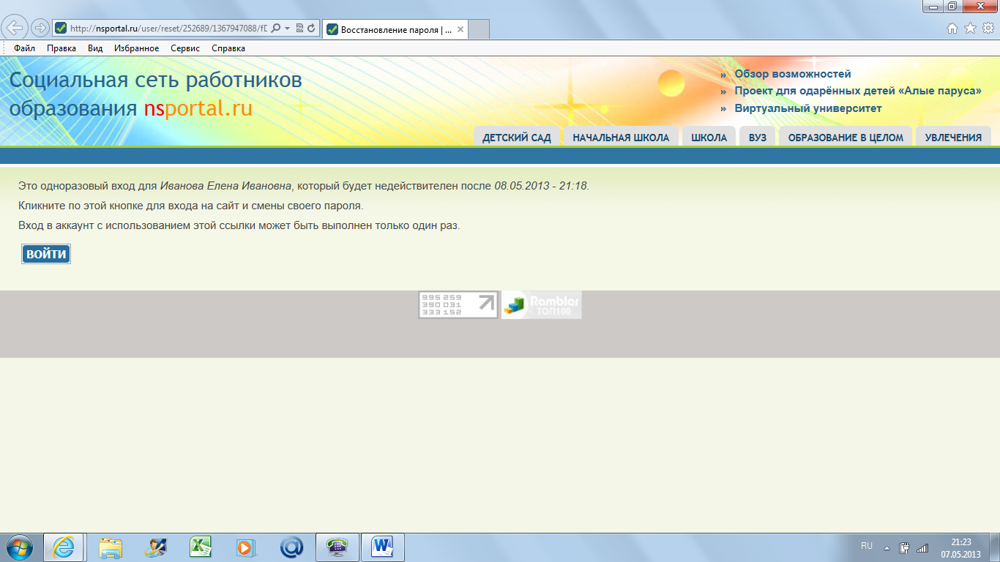 http://nsportal.ru/user/reset/252689/1367947088/fD
Восстановление пароля | ...
Файл Правка Вид Избранное Сервис Справка
Социальная сеть работников
образования nsportal.ru
» Обзор возможностей
» Проект для одарённых детей «Алые паруса»
» Виртуальный университет
ДЕТСКИЙ САД НАЧАЛЬНАЯ ШКОЛА ШКОЛА ВУЗ ОБРАЗОВАНИЕ В ЦЕЛОМ УВЛЕЧЕНИЯ
Это одноразовый вход для Иванова Елена Ивановна, который будет недействителен после 08.05.2013 - 21:18.
Кликните по этой кнопке для входа на сайт и смены своего пароля.
Вход в аккаунт с использованием этой ссылки может быть выполнен только один раз.
ВОЙТИ
995 259
390 031
333 152
Rambler
ТОП100
RU
21:23
07.05.2013